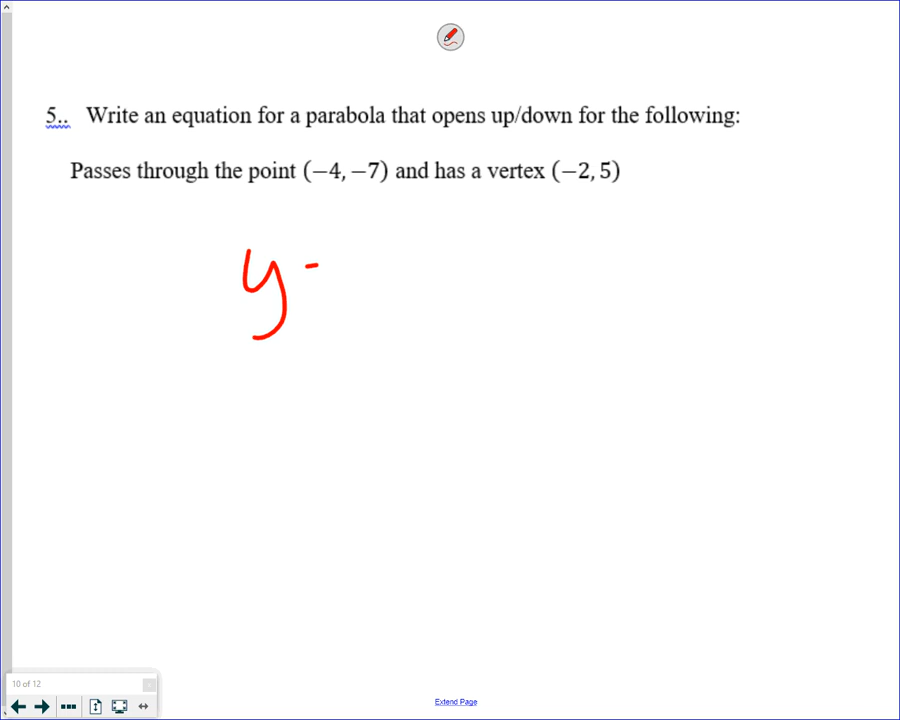 5.. Write an equation for a parabola that opens up/down for the following:
Passes through the point (−4, −7) and has a vertex (−2, 5)
y -
10 of 12
Extend Page